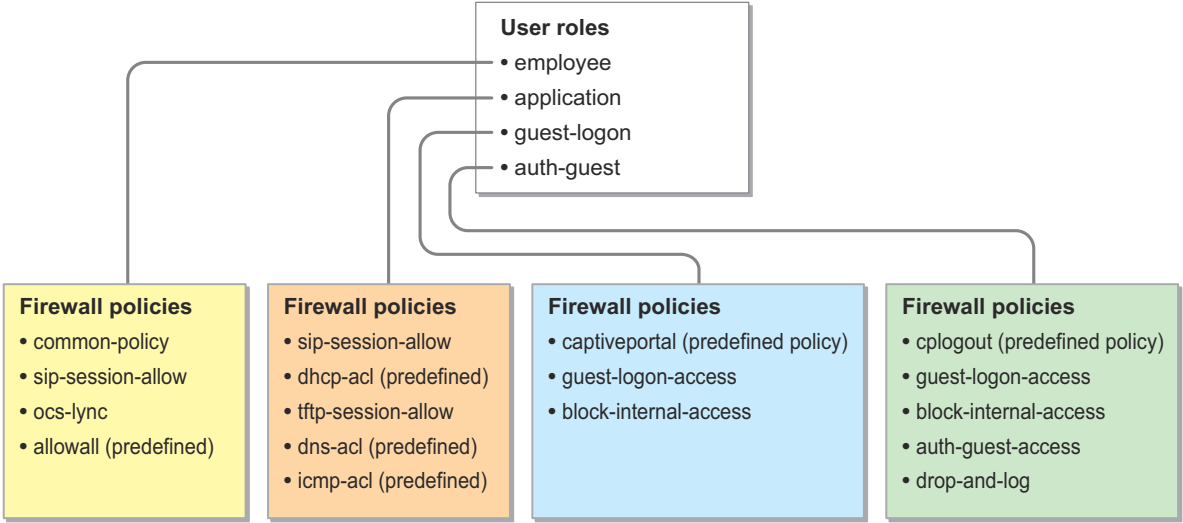 User roles
• employee
• application
• guest-logon
• auth-guest
Firewall policies
• common-policy
• sip-session-allow
• ocs-lync
• allowall (predefined)
Firewall policies
• sip-session-allow
• dhcp-acl (predefined)
• tftp-session-allow
• dns-acl (predefined)
• icmp-acl (predefined)
Firewall policies
• captiveportal (predefined policy)
• guest-logon-access
• block-internal-access
Firewall policies
• cplogout (predefined policy)
• guest-logon-access
• block-internal-access
• auth-guest-access
• drop-and-log